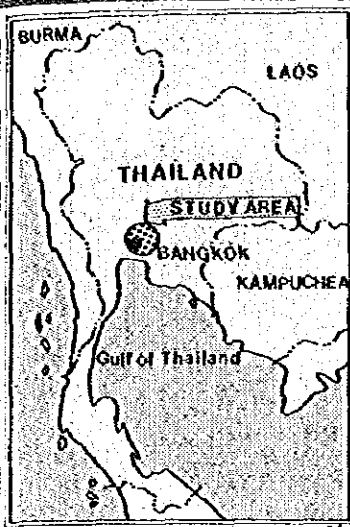 BURMA
LAOS
THAILAND
STUDY AREA
BANGKOK
KAMPUCHEA
Gulf of Thailand